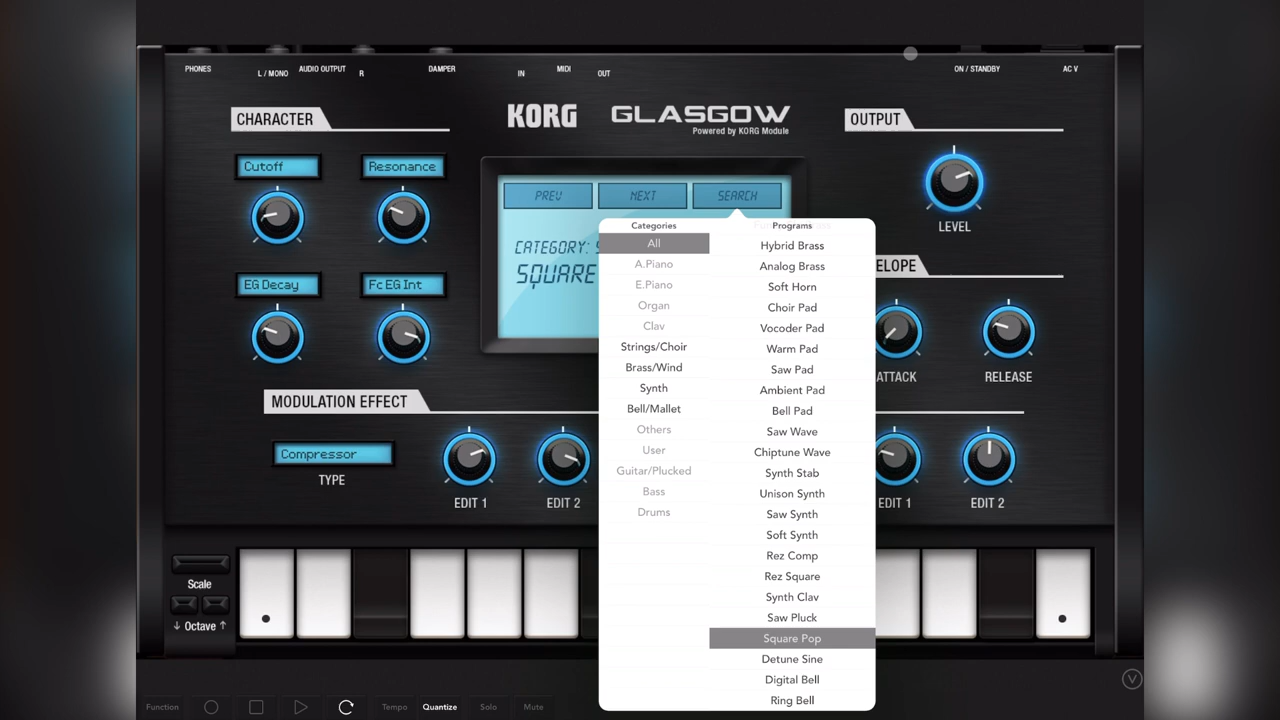 PHONES
L / MONO
AUDIO OUTPUT
R
DAMPER
IN
MIDI
OUT
ON / STANDBY
AC V
CHARACTER
KORG
GLASGOW
Powered by KORG Module
OUTPUT
Cutoff
Resonance
PREV
NEXT
SEARCH
LEVEL
CATEGORY: S
SQUARE
EG Decay
Fc EG Int
ELOPE
ATTACK
RELEASE
Categories
All
A.Piano
E.Piano
Organ
Clav
Strings/Choir
Brass/Wind
Synth
Bell/Mallet
Others
User
Guitar/Plucked
Bass
Drums
Programs
Hybrid Brass
Analog Brass
Soft Horn
Choir Pad
Vocoder Pad
Warm Pad
Saw Pad
Ambient Pad
Bell Pad
Saw Wave
Chiptune Wave
Synth Stab
Unison Synth
Saw Synth
Soft Synth
Rez Comp
Rez Square
Synth Clav
Saw Pluck
Square Pop
Detune Sine
Digital Bell
Ring Bell
MODULATION EFFECT
Compressor
TYPE
EDIT 1
EDIT 2
EDIT 1
EDIT 2
Scale
↓ Octave ↑
Function
Tempo
Quantize
Solo
Mute
V